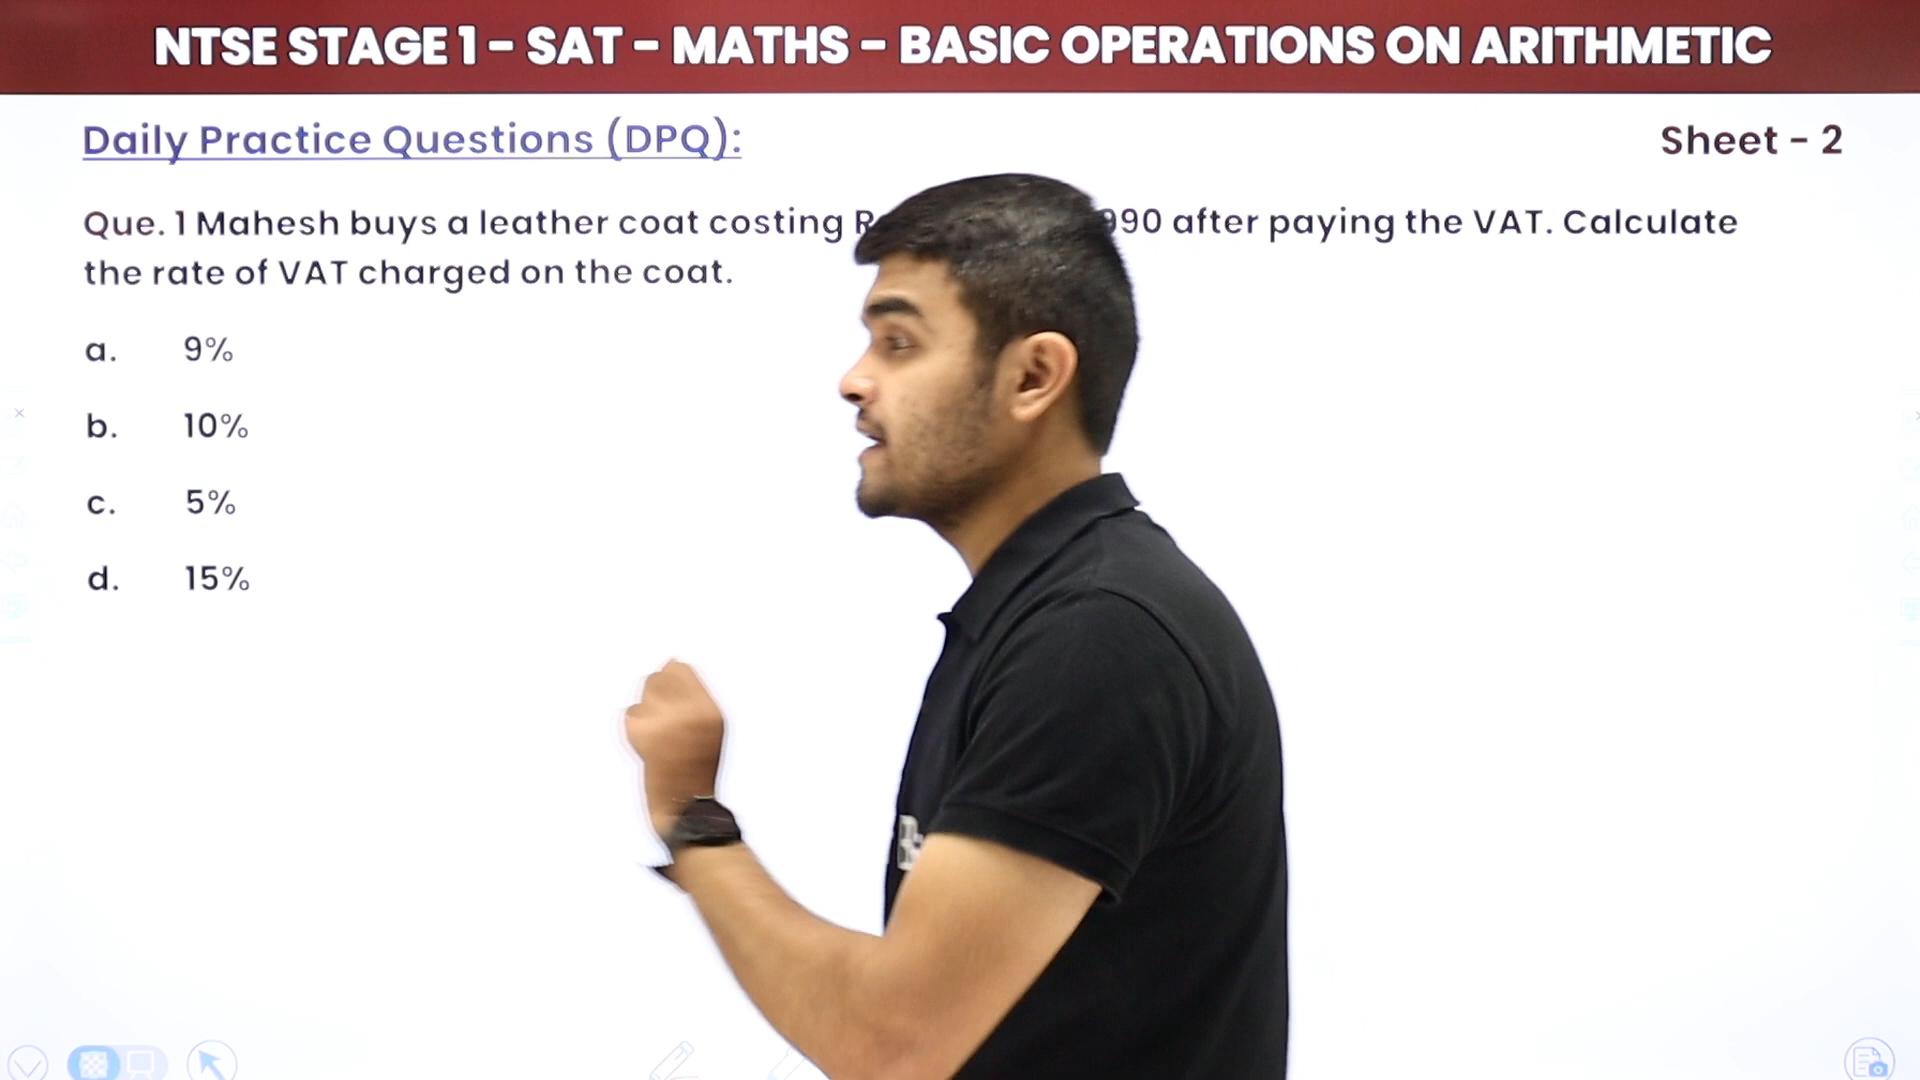 NTSE STAGE 1 - SAT - MATHS - BASIC OPERATIONS ON ARITHMETIC
Daily Practice Questions (DPQ):
Sheet - 2
Que. 1 Mahesh buys a leather coat costing 990 after paying the VAT. Calculate
the rate of VAT charged on the coat.
a. 9%
b. 10%
c. 5%
d. 15%